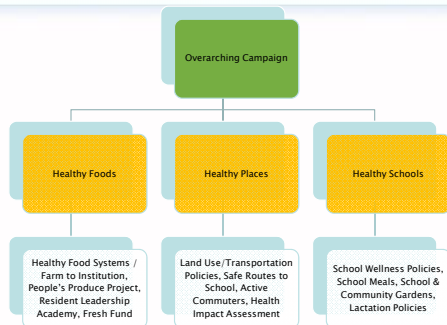 Overarching Campaign
Healthy Foods
Healthy Places
Healthy Schools
Healthy Food Systems /
Farm to Institution,
People's Produce Project,
Resident Leadership
Academy, Fresh Fund
Land Use/Transportation
Policies, Safe Routes to
School, Active
Commuters, Health
Impact Assessment
School Wellness Policies,
School Meals, School &
Community Gardens,
Lactation Policies